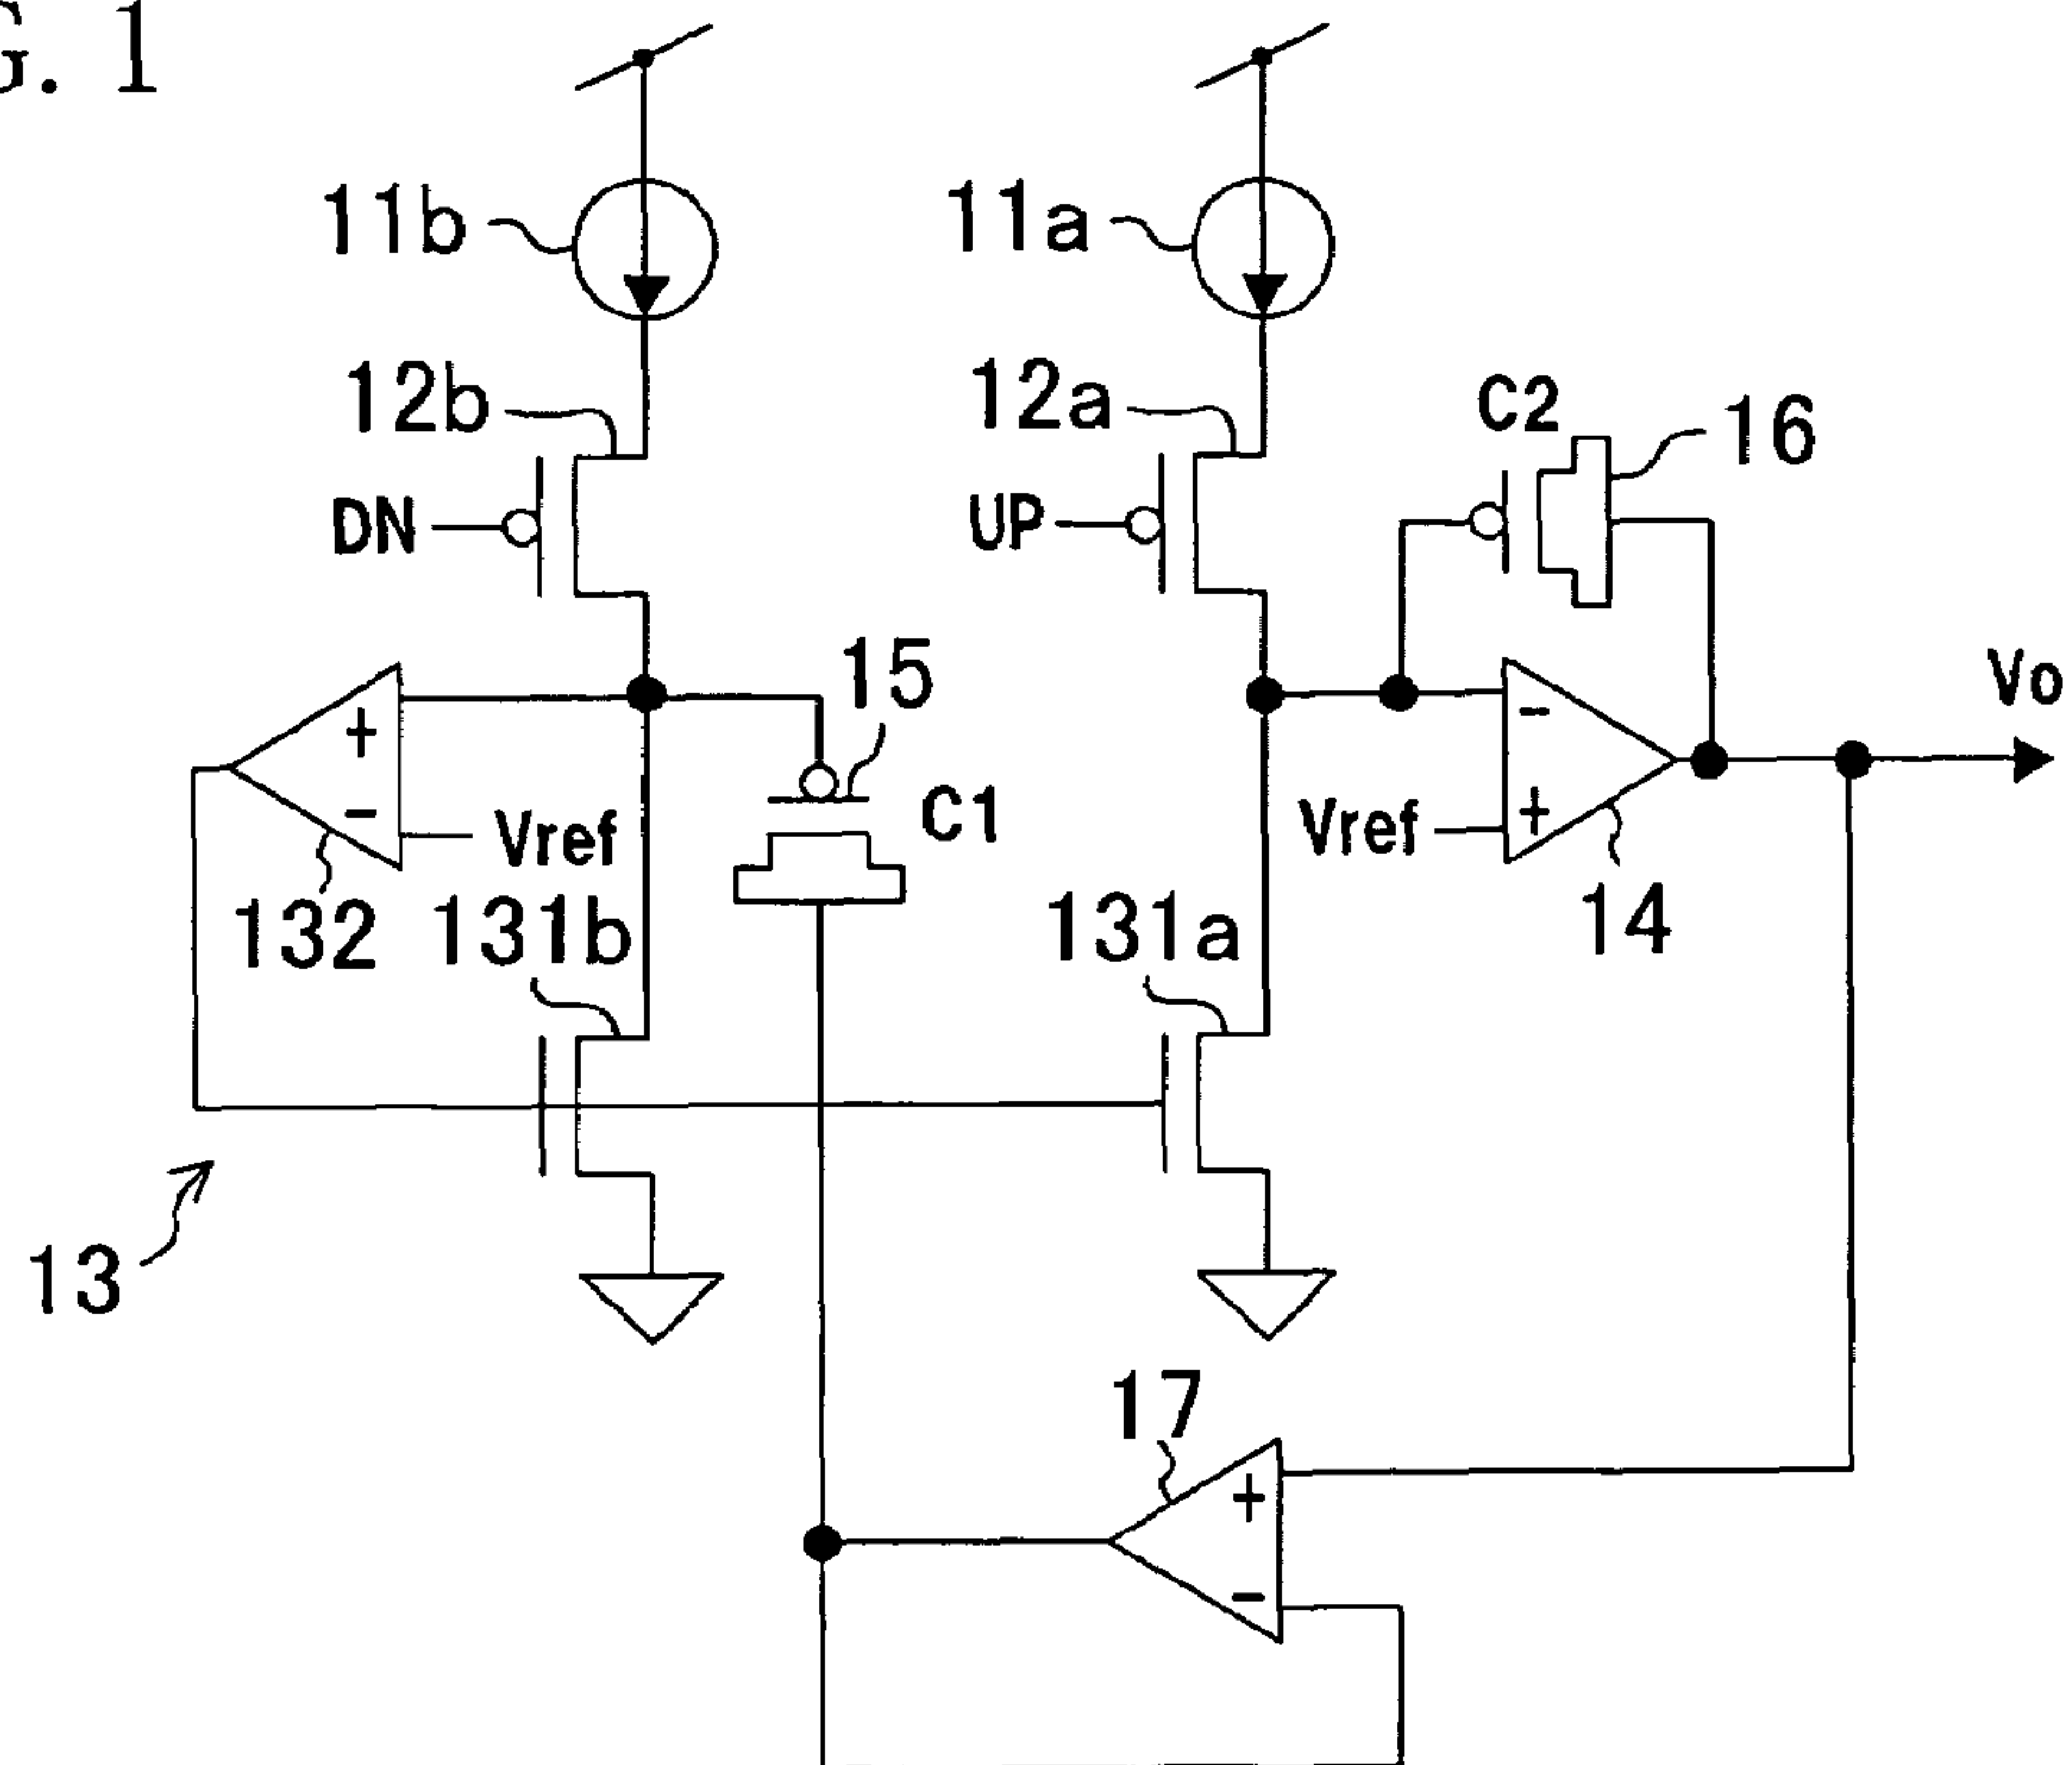 G. 1
11b
11a
12b
12a
C2
16
DN
UP
15
Vo
+
-
-
+
C1
Vref
Vref
132
131b
131a
14
13
17
+
-